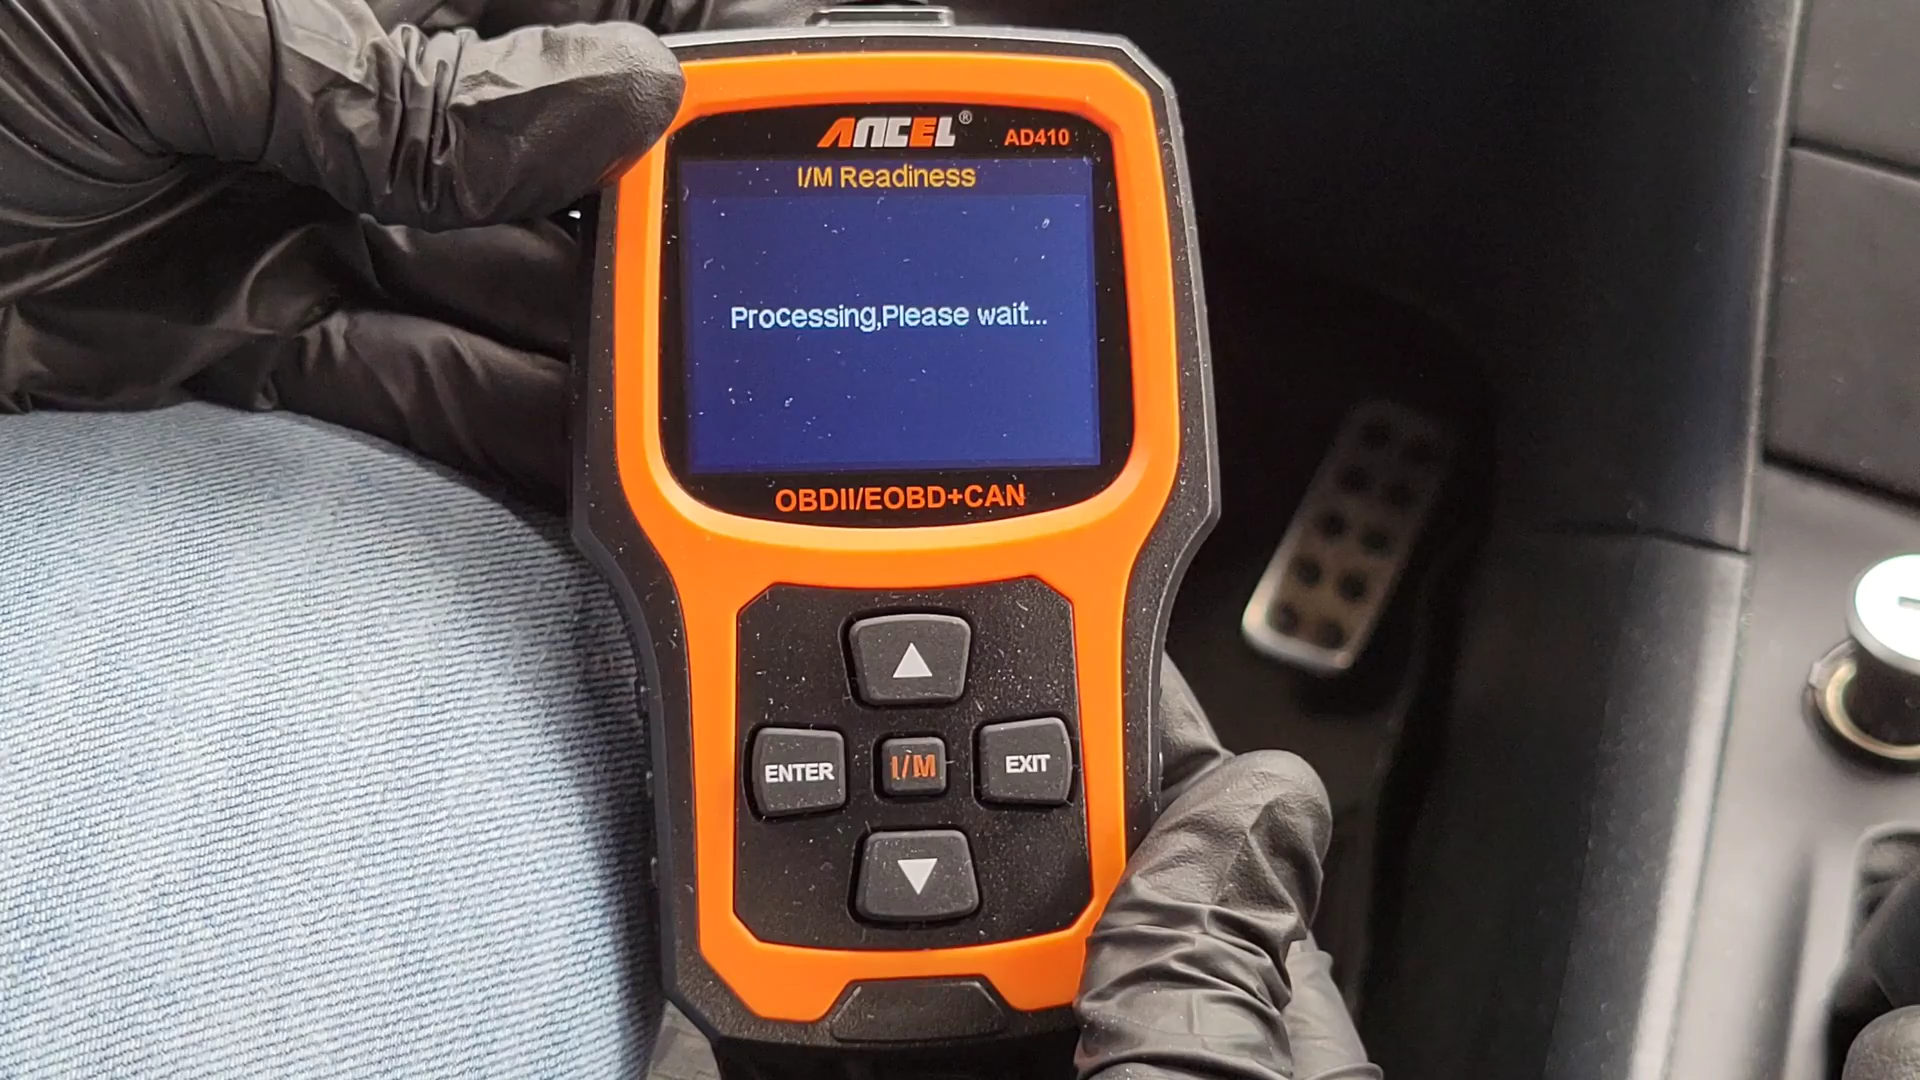 ANCEL® AD410
I/M Readiness
Processing,Please wait...
OBDII/EOBD+CAN
ENTER I/M EXIT